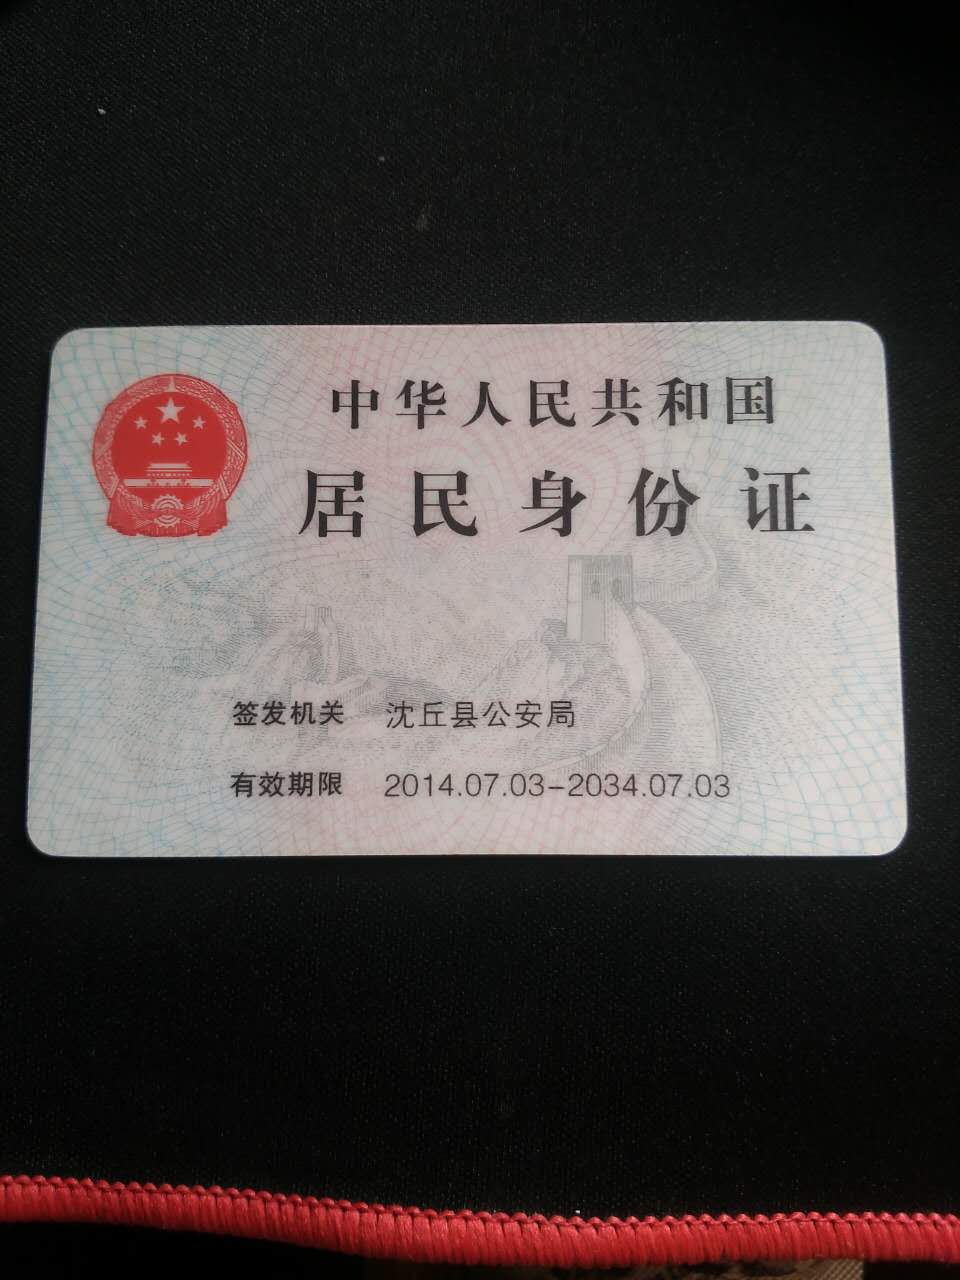 中华人民共和国
居民身份证
签发机关 沈丘县公安局
有效期限 2014.07.03-2034.07.03